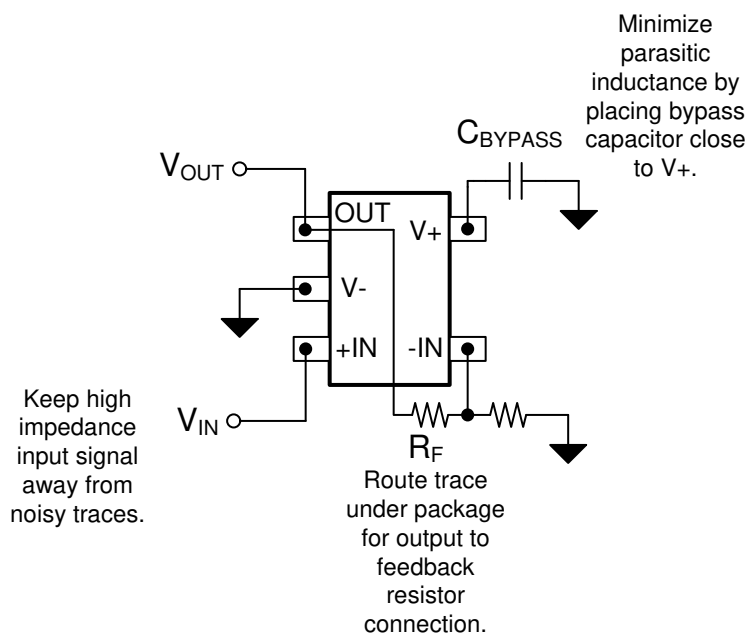 Minimize
parasitic
inductance by
placing bypass
capacitor close
to V+.
CBYPASS
VOUT
OUT
V+
V-
+IN
-IN
Keep high
impedance
input signal
away from
noisy traces.
VIN
RF
Route trace
under package
for output to
feedback
resistor
connection.